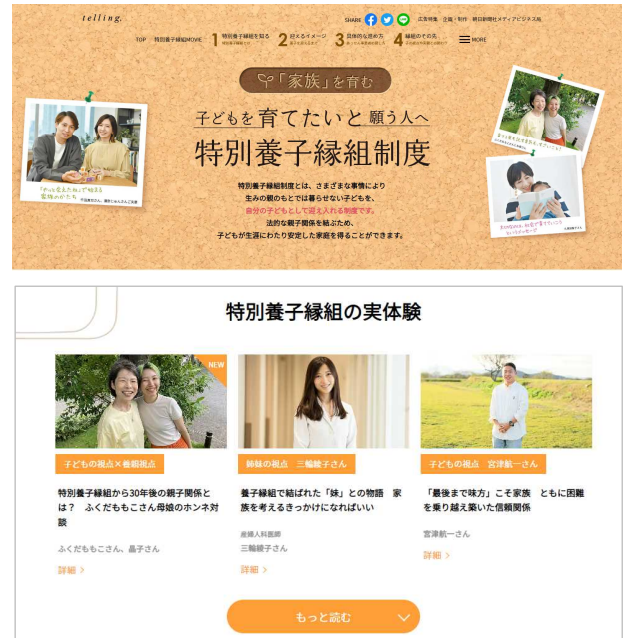 telling,
SHARE
広告特集 企画・制作 朝日新聞社メディアビジネス局
TOP 特別養子縁組MOVIE 1 特別養子縁組を知る 2 迎えるイメージ 3 具体的な進め方 4 縁組のその先 MORE
「家族」を育む
子どもを育てたいと願う人へ
特別養子縁組制度
特別養子縁組制度とは、さまざまな事情により
生みの親のもとでは暮らせない子どもを、
自分の子どもとして迎え入れる制度です。
法的な親子関係を結ぶため、
子どもが生涯にわたり安定した家庭を得ることができます。
「やっと会えたね」で始まる
家族のかたち
特別養子縁組の実体験
NEW
子どもの視点×養親視点
特別養子縁組から30年後の親子関係と
は? ふくだももこさん母娘のホンネ対
談
ふくだももこさん、晶子さん
詳細 >
姉妹の視点 三輪綾子さん
養子縁組で結ばれた「妹」との物語 家
族を考えるきっかけになればいい
産婦人科医師
三輪綾子さん
詳細 >
子どもの視点 宮津航一さん
「最後まで味方」こそ家族 ともに困難
を乗り越え築いた信頼関係
宮津航一さん
詳細 >
もっと読む